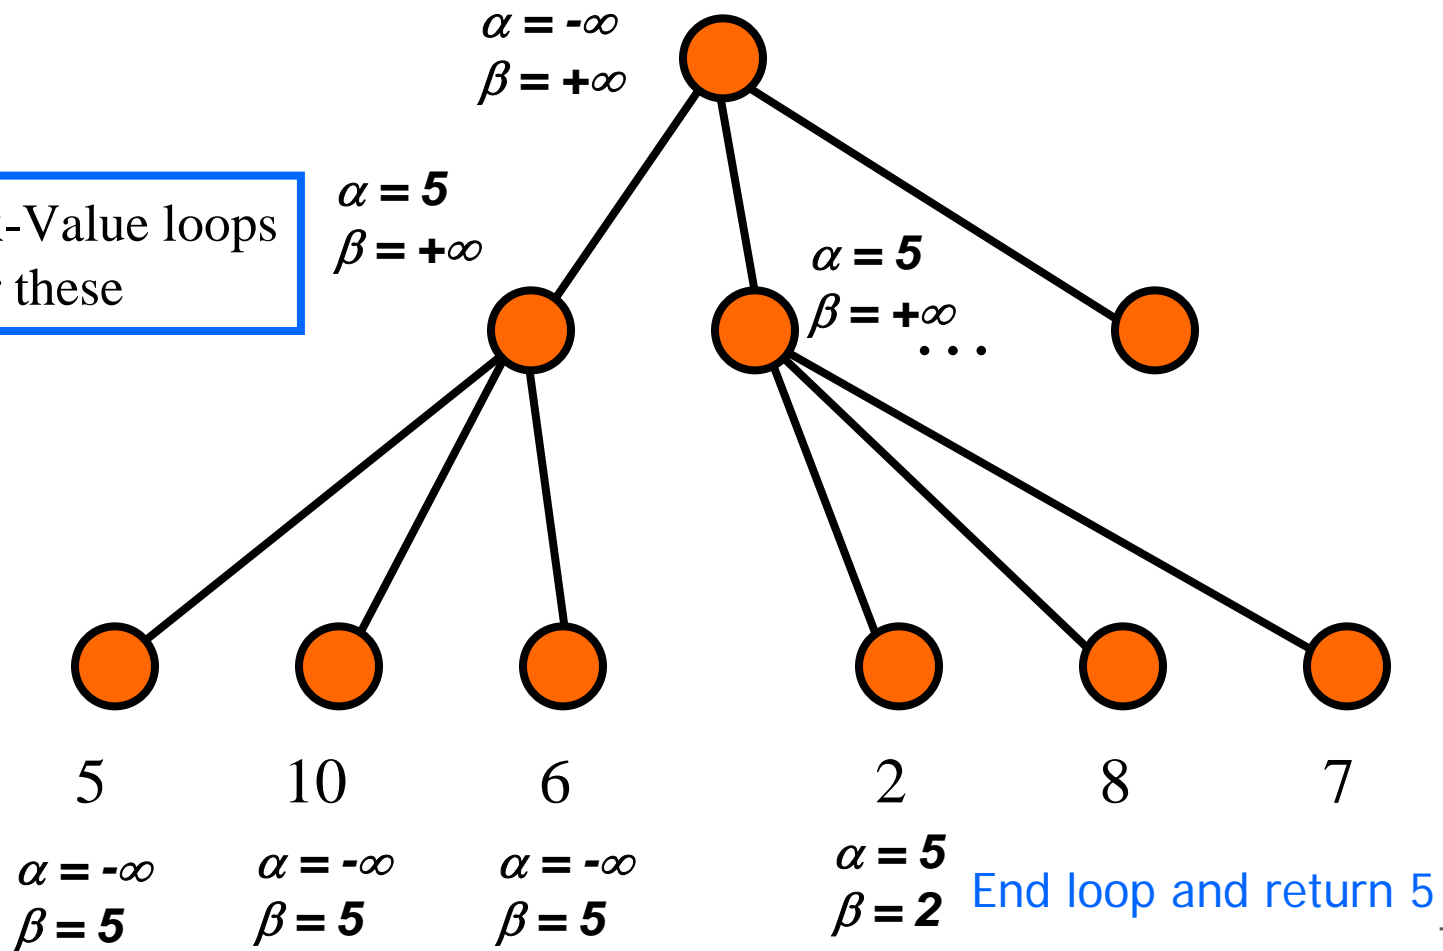 α = -∞
β = +∞
-Value loops
these
α = 5
β = +∞
α = 5
β = +∞
...
5 10 6 2 8 7
α = -∞
β = 5
α = -∞
β = 5
α = -∞
β = 5
α = 5
β = 2
End loop and return 5